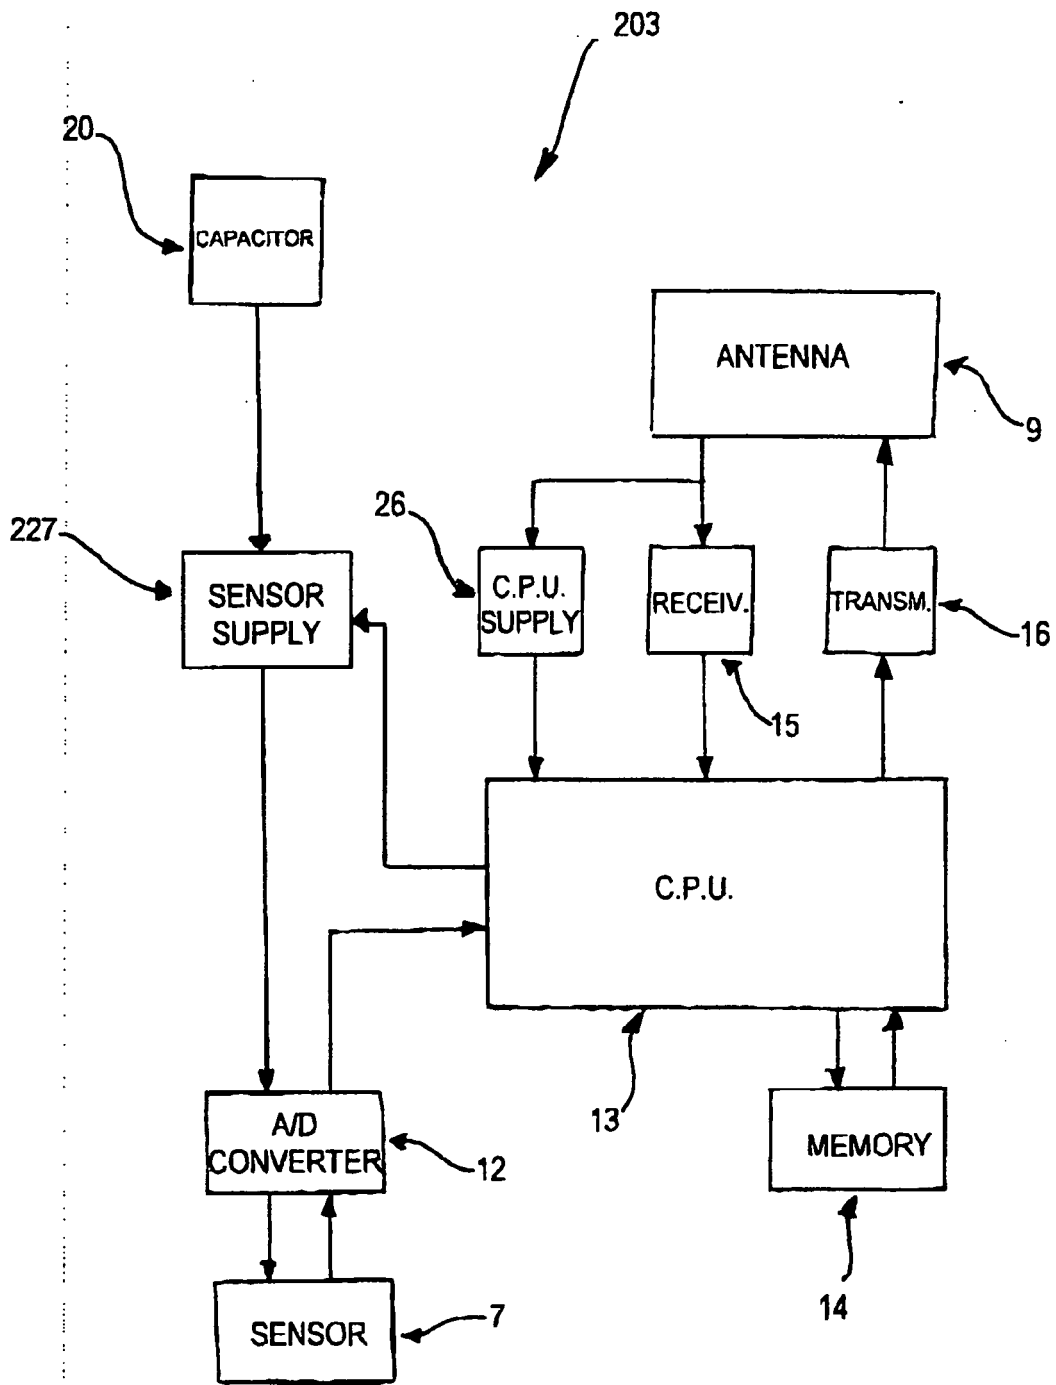 203
20
CAPACITOR
ANTENNA
9
26
227
SENSOR
SUPPLY
C.P.U.
SUPPLY
RECEIV.
TRANSM.
16
15
C.P.U.
13
A/D
CONVERTER
12
MEMORY
14
SENSOR
7